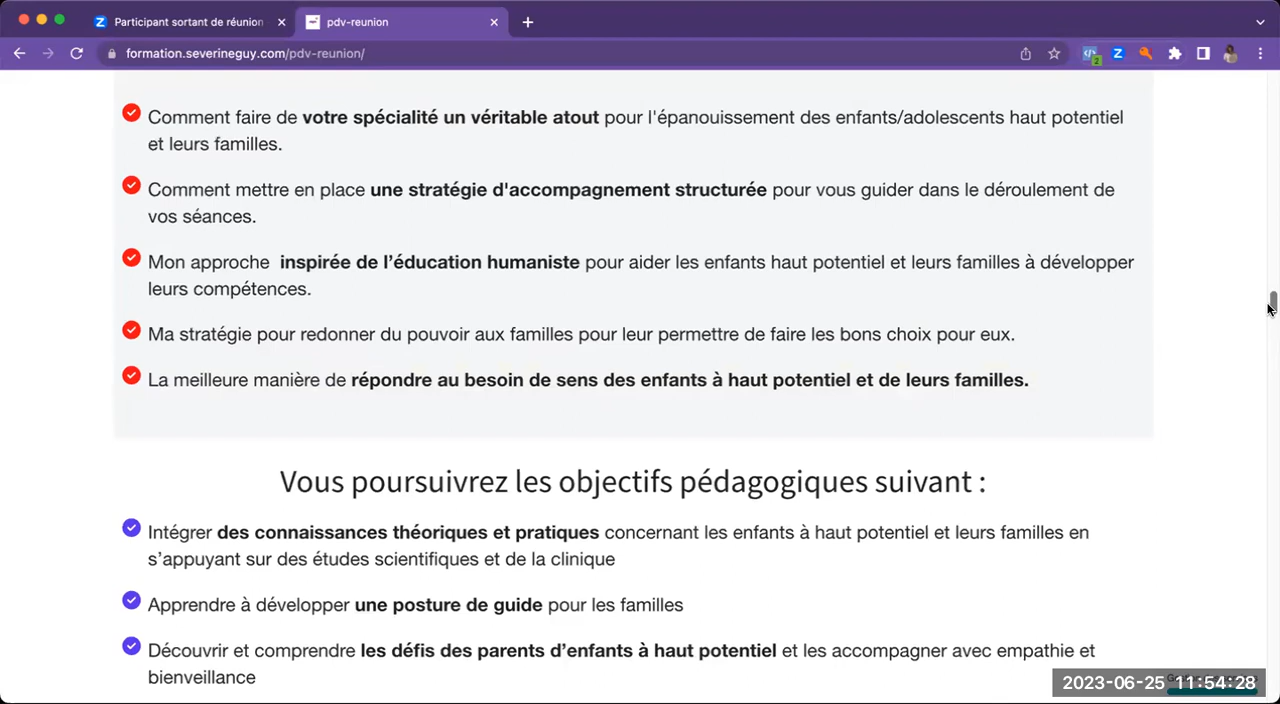 Participant sortant de réunion
pdv-reunion
formation.severineguy.com/pdv-reunion/
2
Comment faire de votre spécialité un véritable atout pour l'épanouissement des enfants/adolescents haut potentiel
et leurs familles.
Comment mettre en place une stratégie d'accompagnement structurée pour vous guider dans le déroulement de
vos séances.
Mon approche inspirée de l’éducation humaniste pour aider les enfants haut potentiel et leurs familles à développer
leurs compétences.
Ma stratégie pour redonner du pouvoir aux familles pour leur permettre de faire les bons choix pour eux.
La meilleure manière de répondre au besoin de sens des enfants à haut potentiel et de leurs familles.
Vous poursuivrez les objectifs pédagogiques suivant :
Intégrer des connaissances théoriques et pratiques concernant les enfants à haut potentiel et leurs familles en
s’appuyant sur des études scientifiques et de la clinique
Apprendre à développer une posture de guide pour les familles
Découvrir et comprendre les défis des parents d’enfants à haut potentiel et les accompagner avec empathie et
bienveillance
2023-06-25 11:54:28